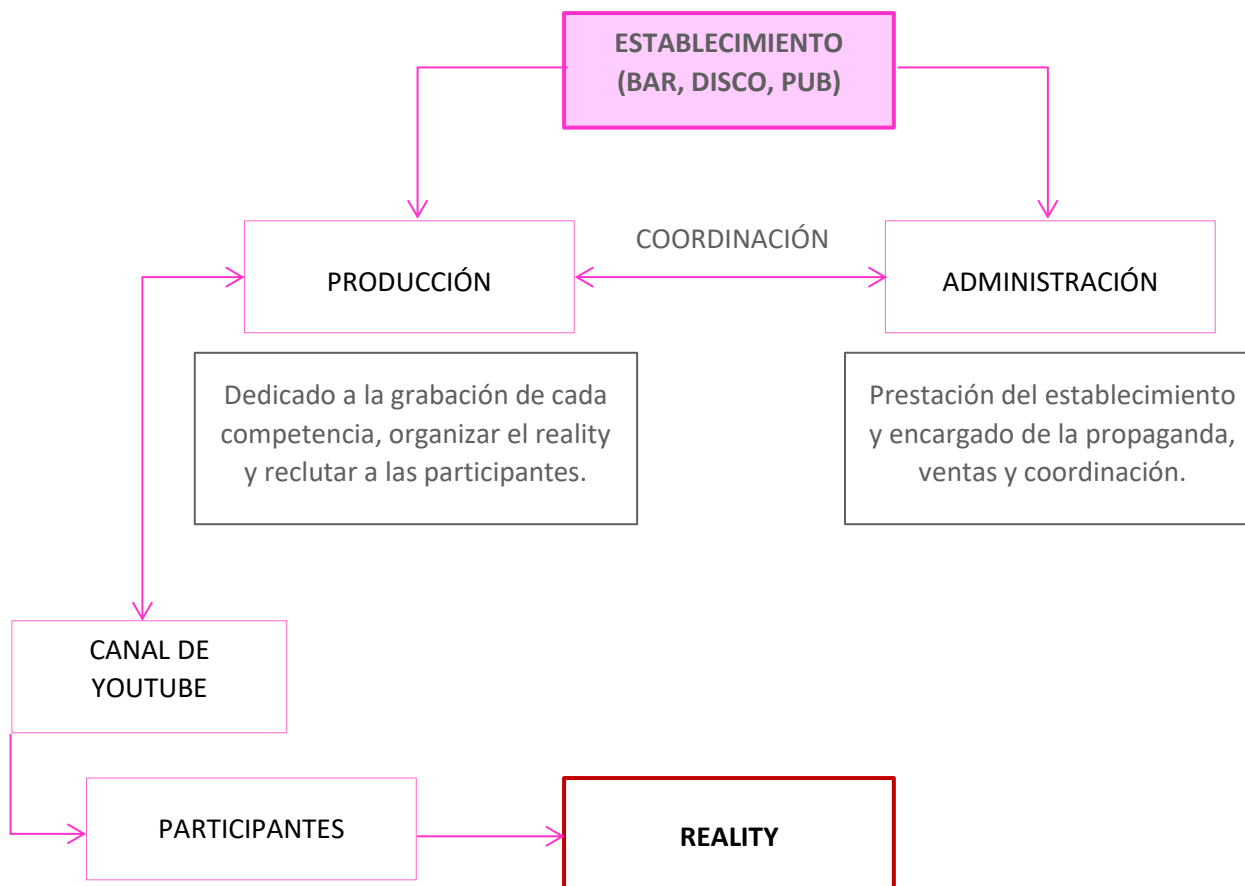 ESTABLECIMIENTO
(BAR, DISCO, PUB)
COORDINACIÓN
PRODUCCIÓN
ADMINISTRACIÓN
Dedicado a la grabación de cada
competencia, organizar el reality
y reclutar a las participantes.
Prestación del establecimiento
y encargado de la propaganda,
ventas y coordinación.
CANAL DE
YOUTUBE
PARTICIPANTES
REALITY